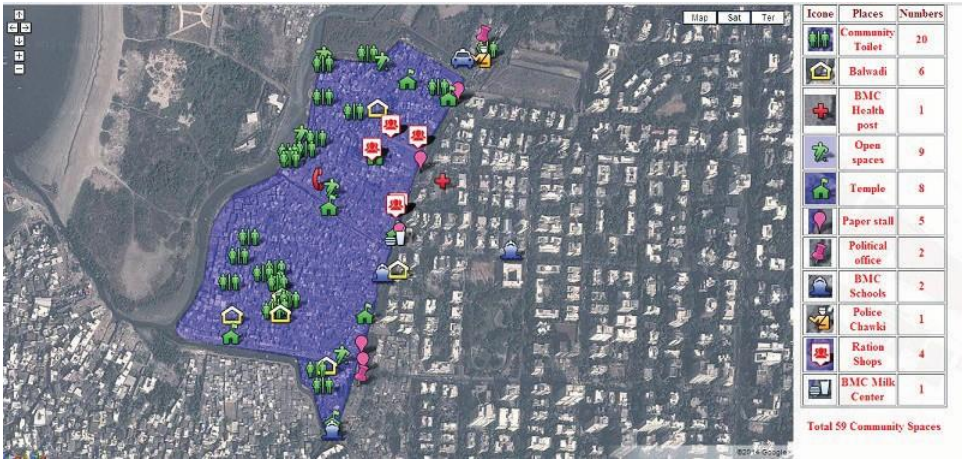 Map Sat Ter
Icone Places Numbers
Community Toilet 20
Balwadi 6
BMC Health post 1
Open spaces 9
Temple 8
Paper stall 5
Political office 2
BMC Schools 2
Police Chawki 1
Ration Shops 4
BMC Milk Center 1
Total 59 Community Spaces
©2014 Google